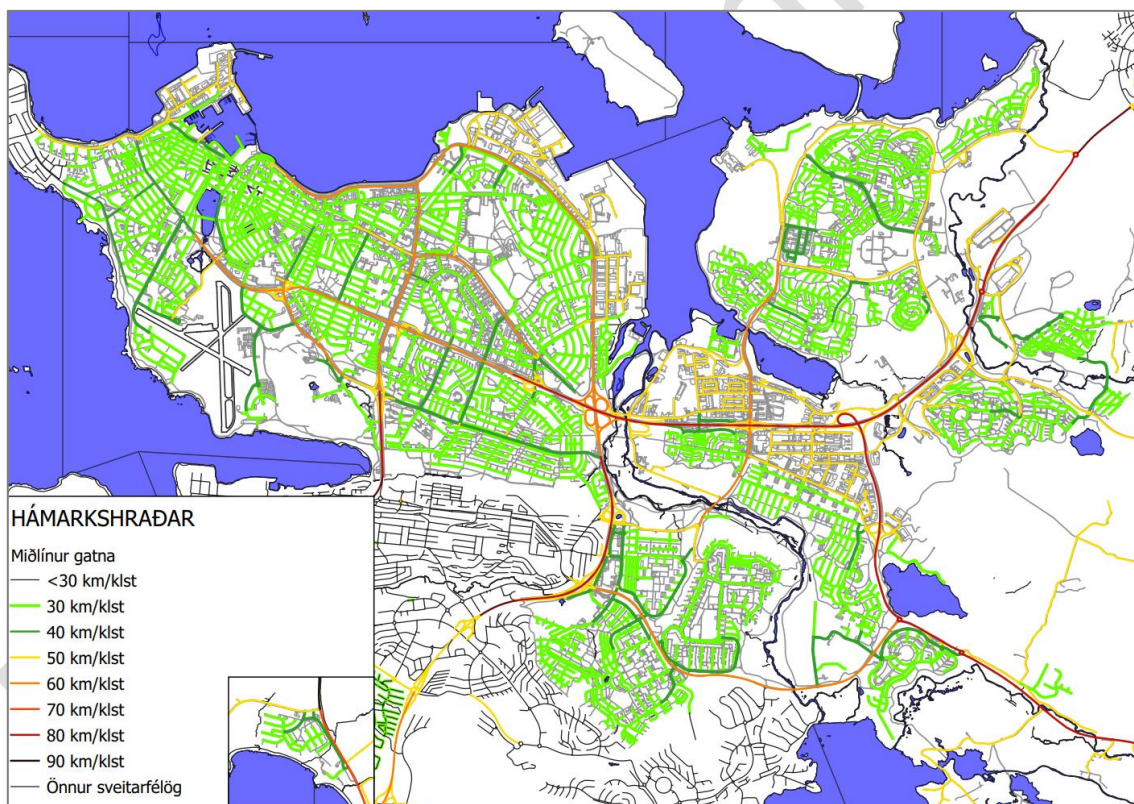 HÁMARKSHRAÐAR
Miðlínur gatna
<30 km/klst
30 km/klst
40 km/klst
50 km/klst
60 km/klst
70 km/klst
80 km/klst
90 km/klst
Önnur sveitarfélög